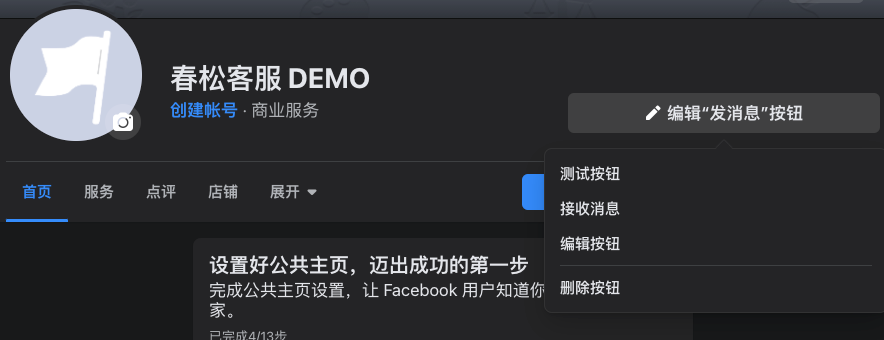 春松客服 DEMO
创建帐号 · 商业服务
编辑“发消息”按钮
测试按钮
接收消息
编辑按钮
删除按钮
首页 服务 点评 店铺 展开
设置好公共主页，迈出成功的第一步
完成公共主页设置，让 Facebook 用户知道你
家。
已完成4/13步